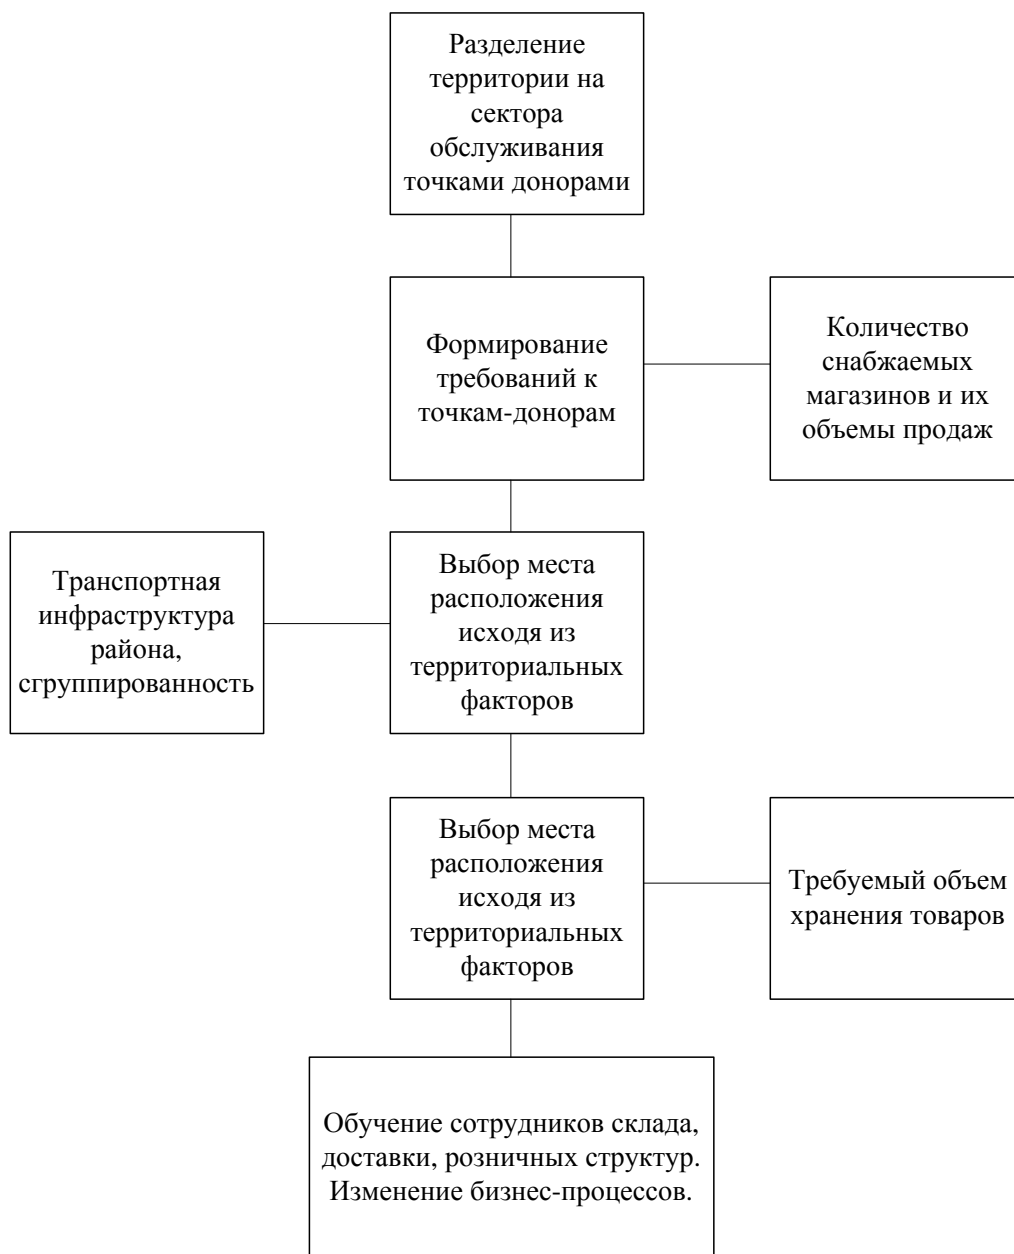 Разделение
территории на
сектора
обслуживания
точками донорами
Формирование
требований к
точкам-донорам
Количество
снабжаемых
магазинов и их
объемы продаж
Транспортная
инфраструктура
района,
сгруппированность
Выбор места
расположения
исходя из
территориальных
факторов
Выбор места
расположения
исходя из
территориальных
факторов
Требуемый объем
хранения товаров
Обучение сотрудников склада,
доставки, розничных структур.
Изменение бизнес-процессов.